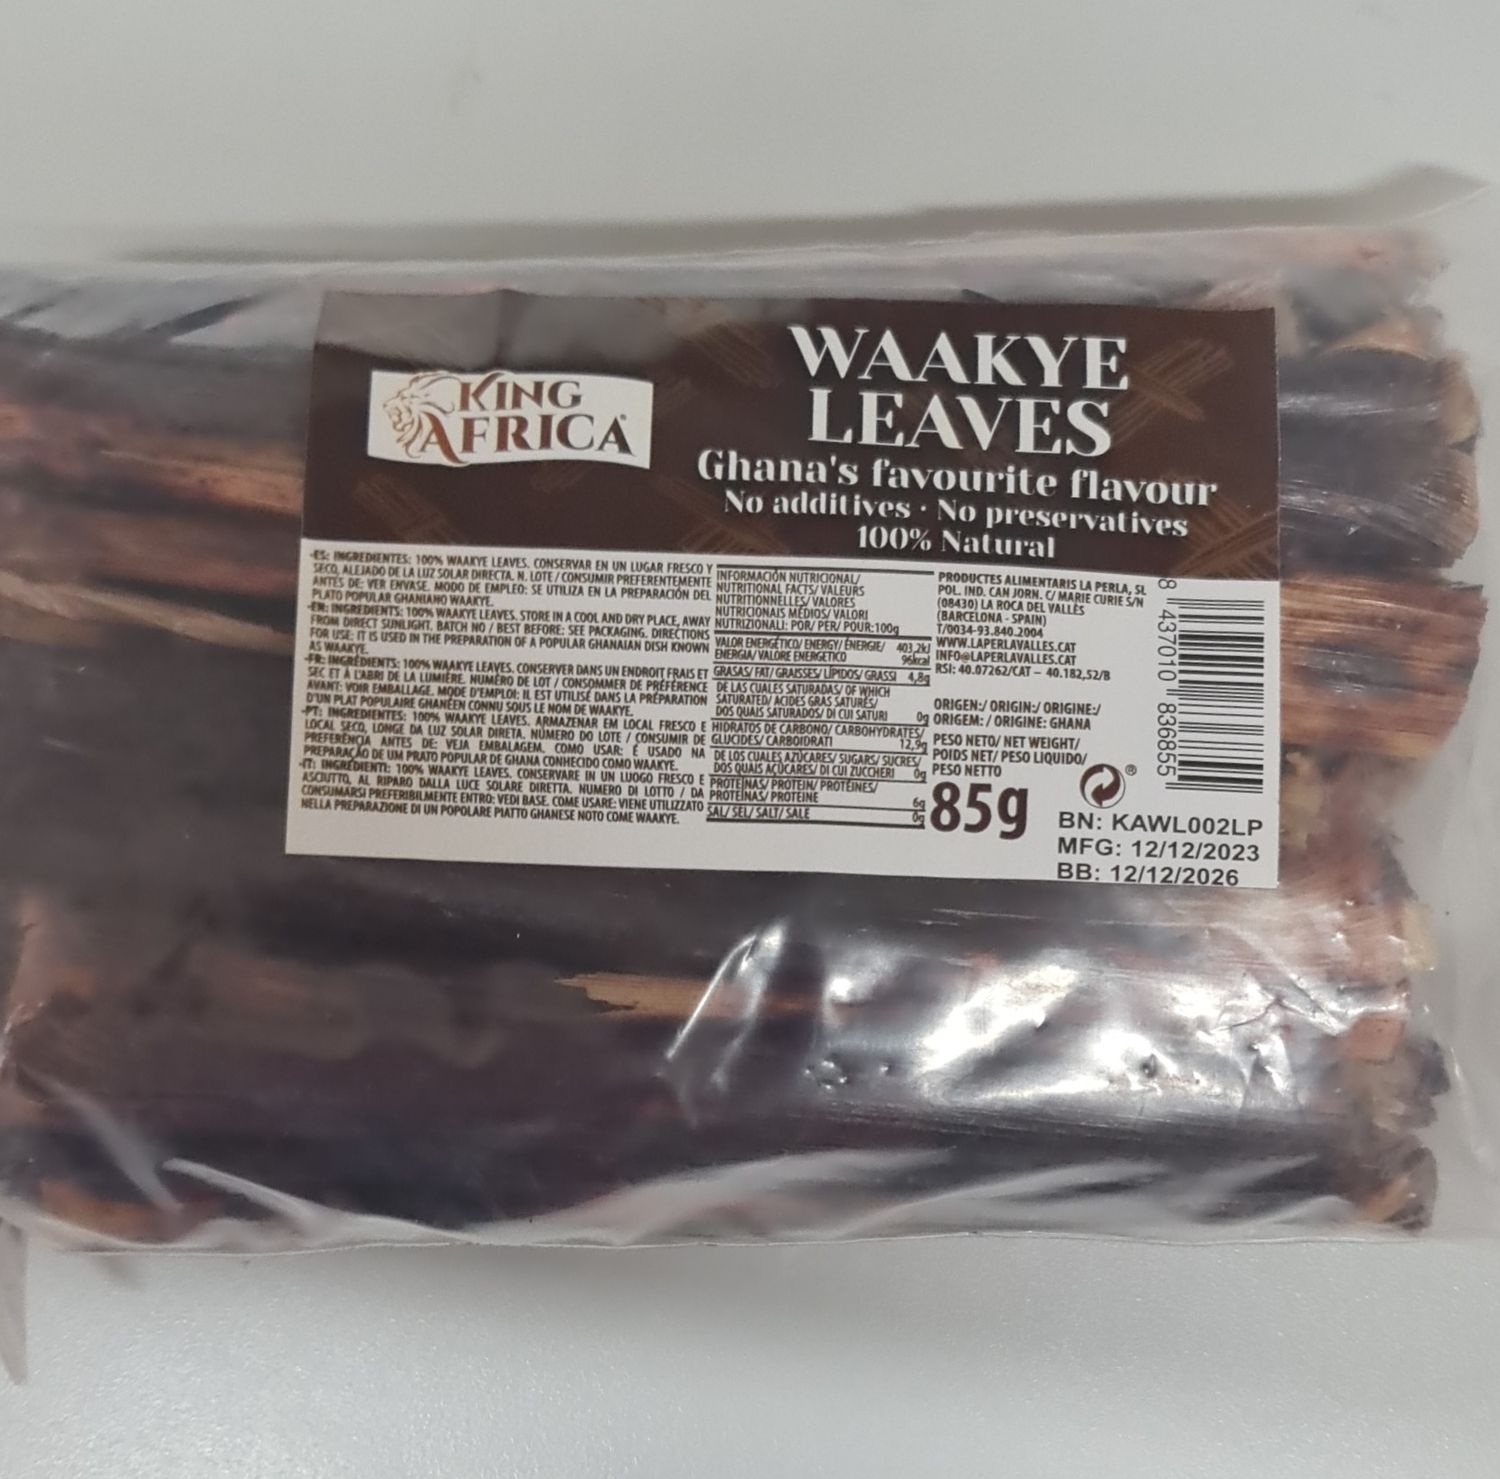 KING
AFRICA®
WAAKYE
LEAVES
Ghana's favourite flavour
No additives · No preservatives
100% Natural
-ES: INGREDIENTES: 100% WAAKYE LEAVES. CONSERVAR EN UN LUGAR FRESCO Y
SECO, ALEJADO DE LA LUZ SOLAR DIRECTA. N. LOTE / CONSUMIR PREFERENTEMENTE
ANTES DE: VER ENVASE. MODO DE EMPLEO: SE UTILIZA EN LA PREPARACIÓN DEL
PLATO POPULAR GHANIANO WAAKYE.
-EN: INGREDIENTS: 100% WAAKYE LEAVES. STORE IN A COOL AND DRY PLACE, AWAY
FROM DIRECT SUNLIGHT. BATCH NO / BEST BEFORE: SEE PACKAGING. DIRECTIONS
FOR USE: IT IS USED IN THE PREPARATION OF A POPULAR GHANAIAN DISH KNOWN
AS WAAKYE.
-FR: INGRÉDIENTS: 100% WAAKYE LEAVES. CONSERVER DANS UN ENDROIT FRAIS ET
SEC ET À L'ABRI DE LA LUMIÈRE. NUMÉRO DE LOT / CONSOMMER DE PRÉFÉRENCE
AVANT: VOIR EMBALLAGE. MODE D'EMPLOI: IL EST UTILISÉ DANS LA PRÉPARATION
D'UN PLAT POPULAIRE GHANÉEN CONNU SOUS LE NOM DE WAAKYE.
-PT: INGREDIENTES: 100% WAAKYE LEAVES. ARMAZENAR EM LOCAL FRESCO E
LOCAL SECO, LONGE DA LUZ SOLAR DIRETA. NÚMERO DO LOTE / CONSUMIR DE
PREFERÊNCIA ANTES DE: VEJA EMBALAGEM. COMO USAR: É USADO NA
PREPARAÇÃO DE UM PRATO POPULAR DE GHANA CONHECIDO COMO WAAKYE.
-IT: INGREDIENTI: 100% WAAKYE LEAVES. CONSERVARE IN UN LUOGO FRESCO E
ASCIUTTO, AL RIPARO DALLA LUCE SOLARE DIRETTA. NUMERO DI LOTTO / DA
CONSUMARSI PREFERIBILMENTE ENTRO: VEDI BASE. COME USARE: VIENE UTILIZZATO
NELLA PREPARAZIONE DI UN POPOLARE PIATTO GHANESE NOTO COME WAAKYE.
INFORMACIÓN NUTRICIONAL/
NUTRITIONAL FACTS/ VALEURS
NUTRITIONNELLES/ VALORES
NUTRICIONAIS MÉDIOS/ VALORI
NUTRIZIONALI: POR/ PER/ POUR:100g
VALOR ENERGÉTICO/ ENERGY/ ÉNERGIE/ 403,2kJ
ENERGIA/ VALORE ENERGETICO 96kcal
GRASAS/ FAT/ GRAISSES/ LÍPIDOS/ GRASSI 4,8g
DE LAS CUALES SATURADAS/ OF WHICH
SATURATED/ ACIDES GRAS SATURÉS/
DOS QUAIS SATURADOS/ DI CUI SATURI 0g
HIDRATOS DE CARBONO/ CARBOHYDRATES/
GLUCIDES/ CARBOIDRATI 12,9g
DE LOS CUALES AZÚCARES/ SUGARS/ SUCRES/
DOS QUAIS AÇÚCARES/ DI CUI ZUCCHERI 0g
PROTEÍNAS/ PROTEIN/ PROTÉINES/
PROTEÍNAS/ PROTEINE 6g
SAL/ SEL/ SALT/ SALE 0g
PRODUCTES ALIMENTARIS LA PERLA, SL
POL. IND. CAN JORN. C/ MARIE CURIE S/N
(08430) LA ROCA DEL VALLÈS
(BARCELONA - SPAIN)
T/0034-93.840.2004
WWW.LAPERLAVALLES.CAT
INFO@LAPERLAVALLES.CAT
RSI: 40.07262/CAT – 40.182,52/B
ORIGEN:/ ORIGIN:/ ORIGINE:/
ORIGEM: / ORIGINE: GHANA
PESO NETO/ NET WEIGHT/
POIDS NET/ PESO LIQUIDO/
PESO NETTO
85g
®
8 437010 836855
BN: KAWL002LP
MFG: 12/12/2023
BB: 12/12/2026